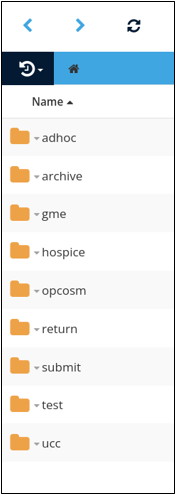 Name
adhoc
archive
gme
hospice
opcosm
return
submit
test
ucc